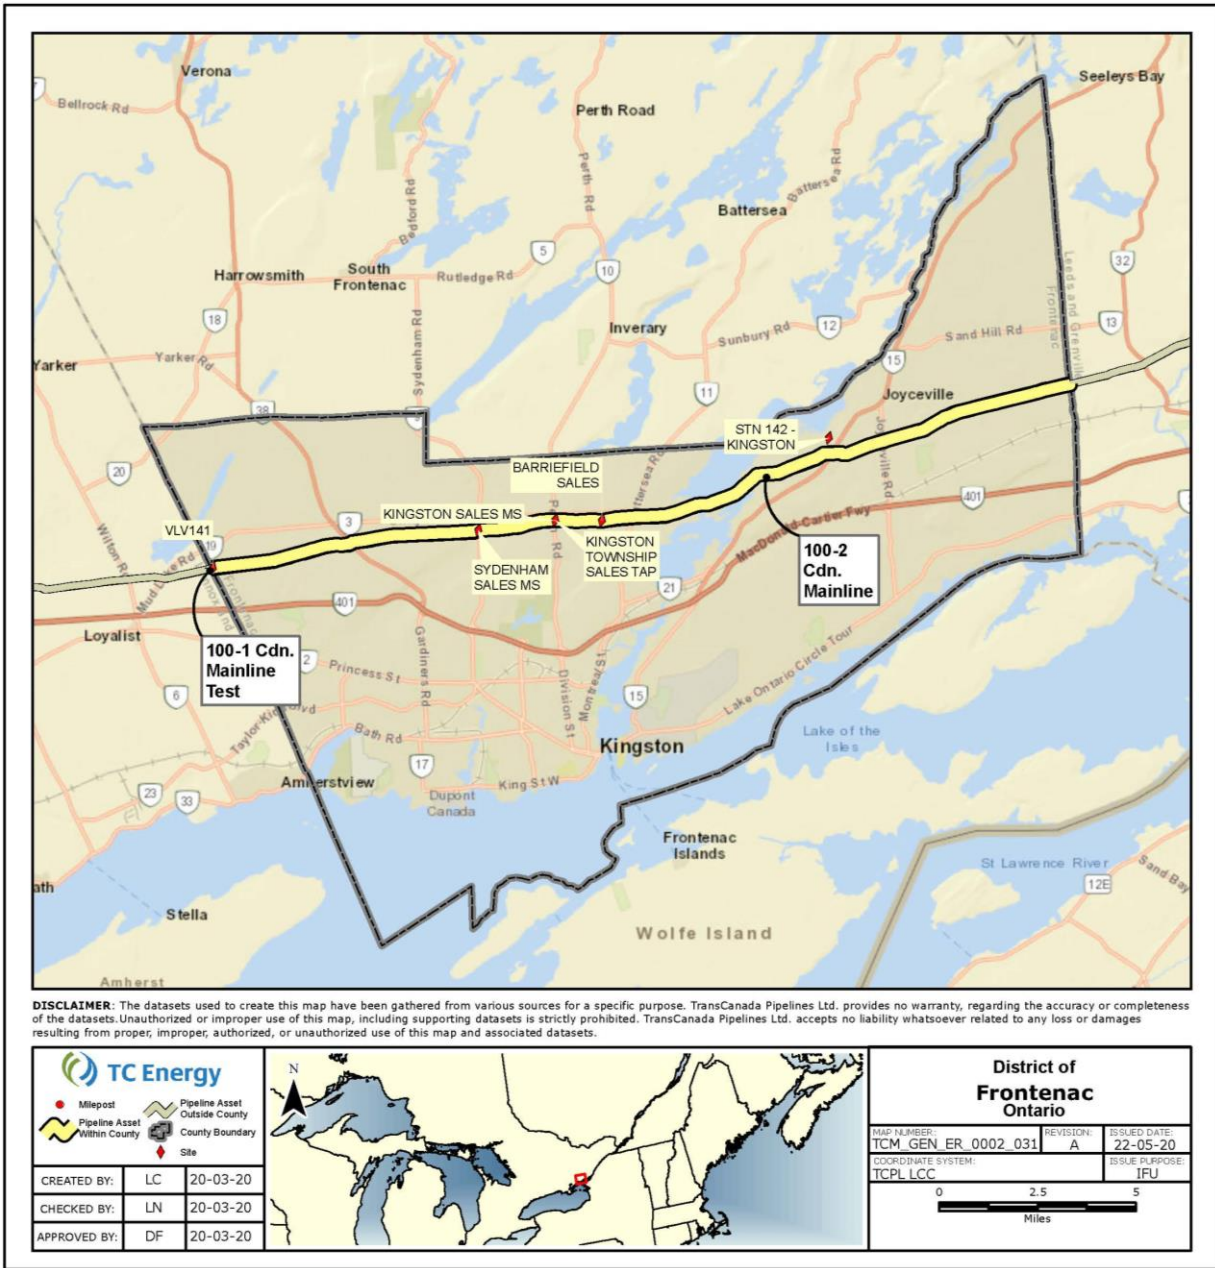 Verona
Seeleys Bay
Bellrock Rd
Perth Road
Perth Rd
Battersea Rd
Bedford Rd
Battersea
5
South
Frontenac
Harrowsmith
Rutledge Rd
10
32
Leeds and Grenville
Frontenac
18
Inverary
12
13
Sunbury Rd
Sand Hill Rd
Yarker
Yarker Rd
Sydenham Rd
15
11
Joyceville
38
STN 142 -
KINGSTON
20
BARRIEFIELD
SALES
Joyceville Rd
401
KINGSTON SALES MS
3
VLV141
19
Wilton Rd
Mud Lake Rd
MacDonald-Cartier Fwy
KINGSTON
TOWNSHIP
SALES TAP
SYDENHAM
SALES MS
100-2
Cdn.
Mainline
21
401
Loyalist
100-1 Cdn.
Mainline
Test
2
Princess St
Gardiners Rd
Division St
Montreal St
Lake Ontario Circle Tour
6
15
Bath Rd
Kingston
Lake of the
Isles
17
King St W
Amherstview
23
33
Dupont
Canada
Frontenac
Islands
St Lawrence River
12E
Sand Bay
ath
Stella
Wolfe Island
Amherst
DISCLAIMER: The datasets used to create this map have been gathered from various sources for a specific purpose. TransCanada Pipelines Ltd. provides no warranty, regarding the accuracy or completeness
of the datasets.Unauthorized or improper use of this map, including supporting datasets is strictly prohibited. TransCanada Pipelines Ltd. accepts no liability whatsoever related to any loss or damages
resulting from proper, improper, authorized, or unauthorized use of this map and associated datasets.
TC Energy
Milepost
Pipeline Asset
Outside County
Pipeline Asset
Within County
County Boundary
Site
CREATED BY: LC 20-03-20
CHECKED BY: LN 20-03-20
APPROVED BY: DF 20-03-20
N
District of
Frontenac
Ontario
MAP NUMBER: REVISION: ISSUED DATE:
TCM_GEN_ER_0002_031 A 22-05-20
COORDINATE SYSTEM: ISSUE PURPOSE:
TCPL LCC IFU
0 2.5 5
Miles